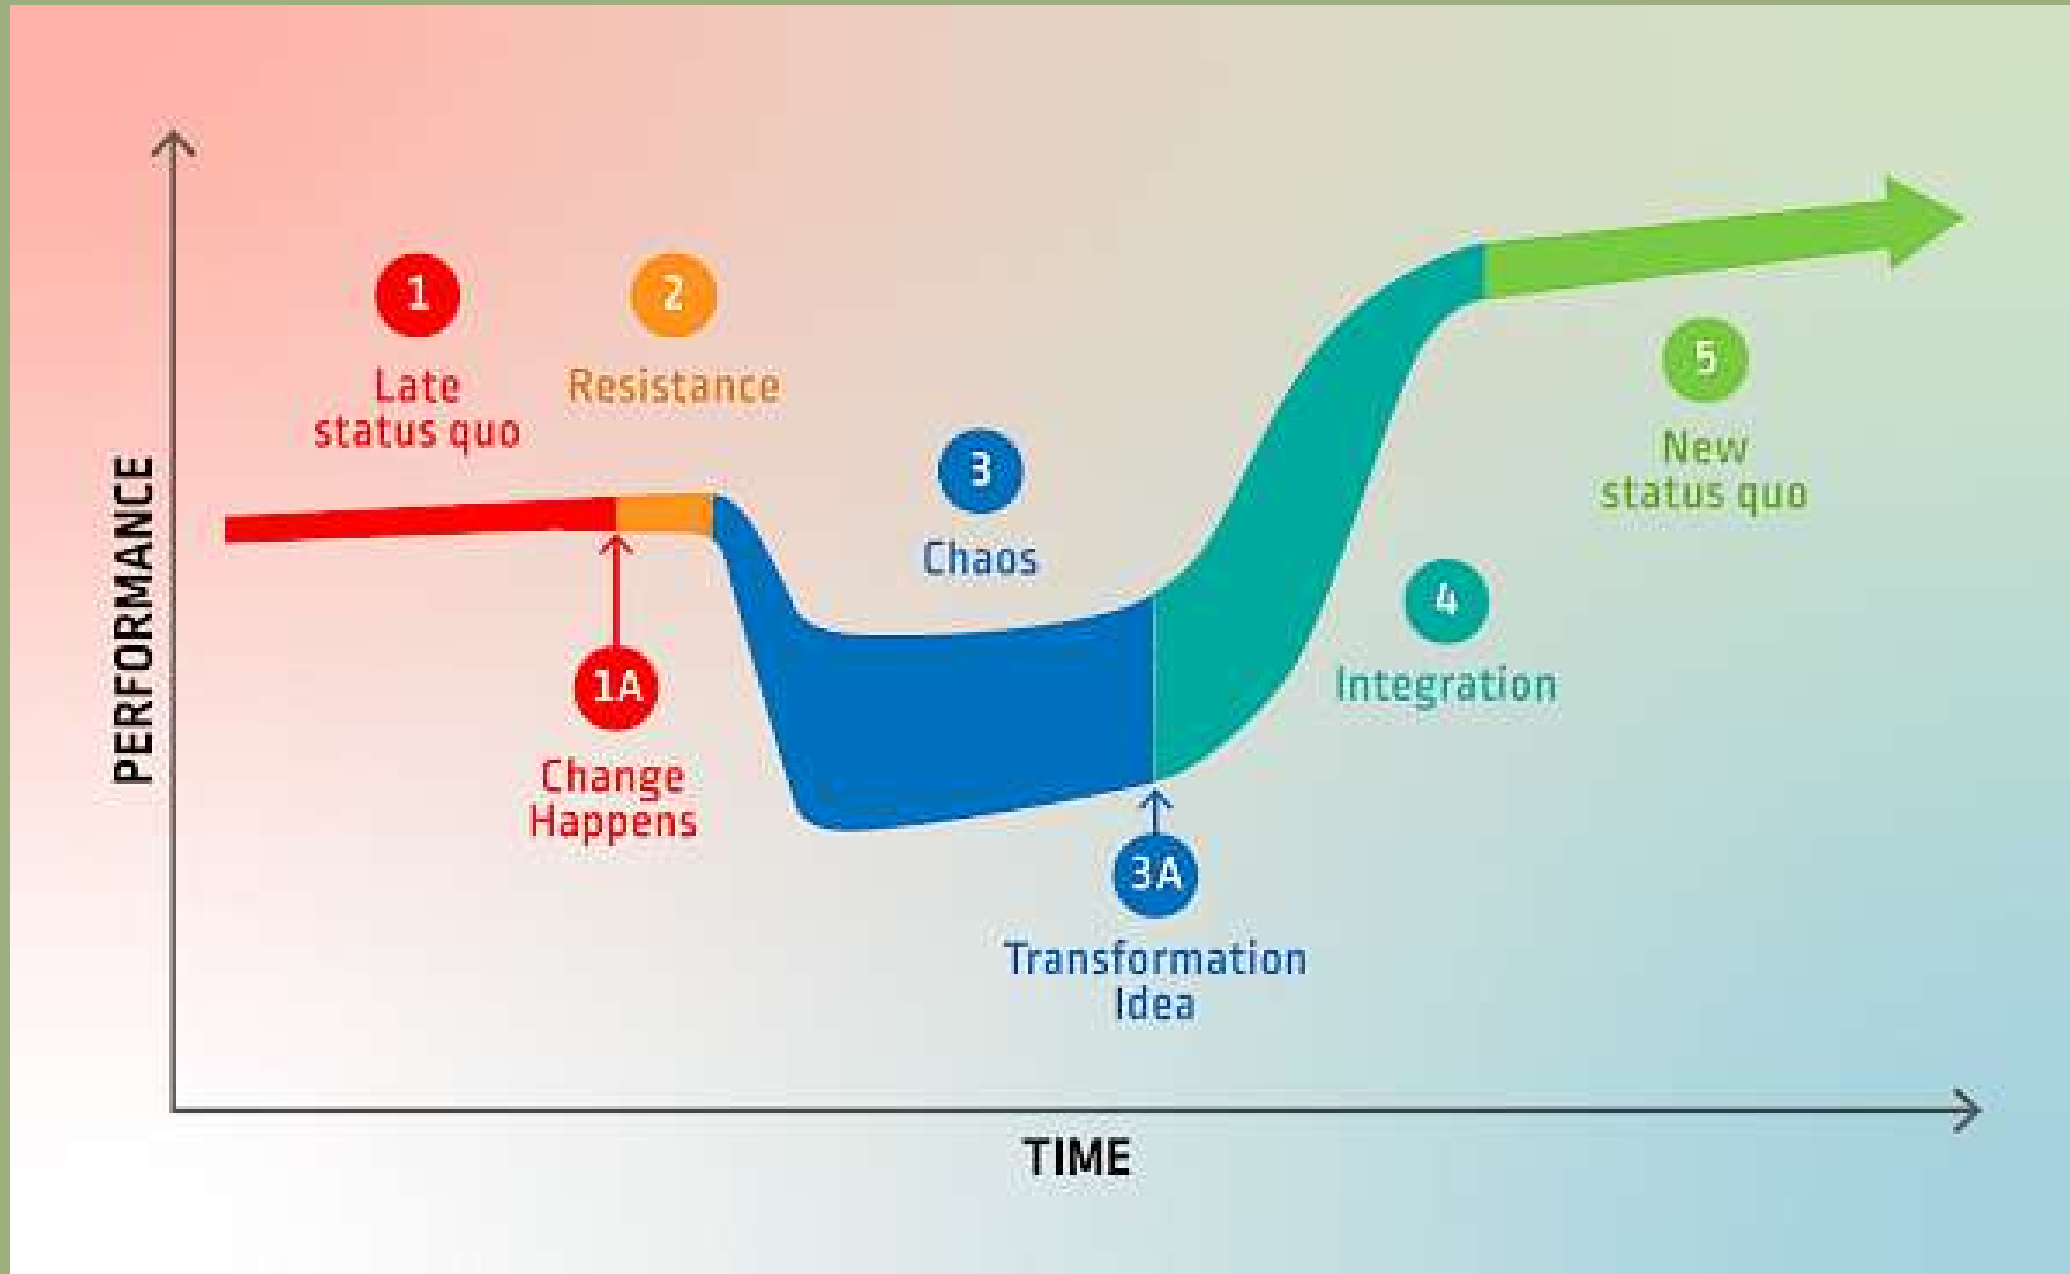 1
Late
status quo
2
Resistance
3
Chaos
5
New
status quo
4
Integration
1A
Change
Happens
3A
Transformation
Idea
PERFORMANCE
TIME